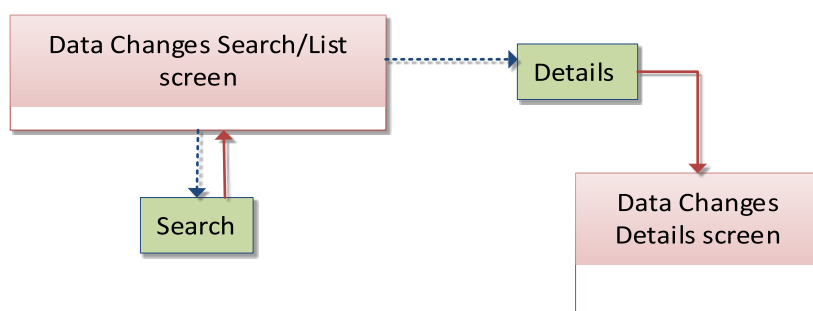 Data Changes Search/List
screen
Details
Search
Data Changes
Details screen